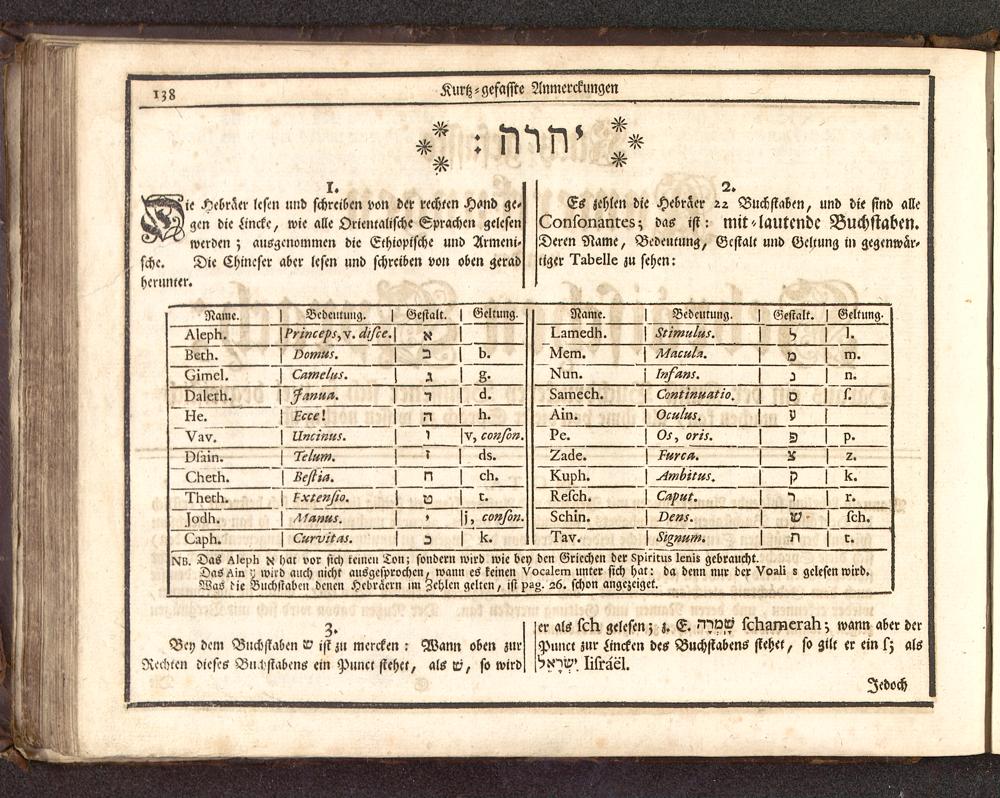 138
Kurtz-gefasste Anmerckungen
יהוה :
1.
Die Hebräer lesen und schreiben von der rechten Hand ge-
gen die Lincke, wie alle Orientalische Sprachen gelesen
werden; ausgenommen die Ethiopische und Armeni-
sche. Die Chineser aber lesen und schreiben von oben gerad
herunter.
2.
Es zehlen die Hebräer 22 Buchstaben, und die sind alle
Consonantes; das ist: mit-lautende Buchstaben.
Deren Name, Bedeutung, Gestalt und Geltung in gegenwär-
tiger Tabelle zu sehen:
Name. Bedeutung. Gestalt. Geltung.
Aleph. Princeps, v. disce. א
Beth. Domus. ב b.
Gimel. Camelus. ג g.
Daleth. Janua. ד d.
He. Ecce! ה h.
Vav. Uncinus. ו v, conson.
Dsain. Telum. ז ds.
Cheth. Bestia. ח ch.
Theth. Extensio. ט t.
Jodh. Manus. י j, conson.
Caph. Curvitas. כ k.
Name. Bedeutung. Gestalt. Geltung.
Lamedh. Stimulus. ל l.
Mem. Macula. מ m.
Nun. Infans. נ n.
Samech. Continuatio. ס s.
Ain. Oculus. ע
Pe. Os, oris. פ p.
Zade. Furca. צ z.
Kuph. Ambitus. ק k.
Resch. Caput. ר r.
Schin. Dens. ש sch.
Tav. Signum. ת t.
NB. Das Aleph א hat vor sich keinen Ton; sondern wird wie bey den Griechen der Spiritus lenis gebraucht.
Das Ain ע wird auch nicht ausgesprochen, wann es keinen Vocalem unter sich hat: da denn nur der Vocalis gelesen wird.
Was die Buchstaben denen Hebräern im Zehlen gelten, ist pag. 26. schon angezeiget.
3.
Bey dem Buchstaben ש ist zu mercken: Wann oben zur
Rechten dieses Buchstabens ein Punct stehet, als שׁ, so wird
er als sch gelesen; z. E. שָׁמְרָה schamerah; wann aber der
Punct zur Lincken des Buchstabens stehet, so gilt er ein s; als
יִשְׂרָאֵל Iisráël.
Jedoch